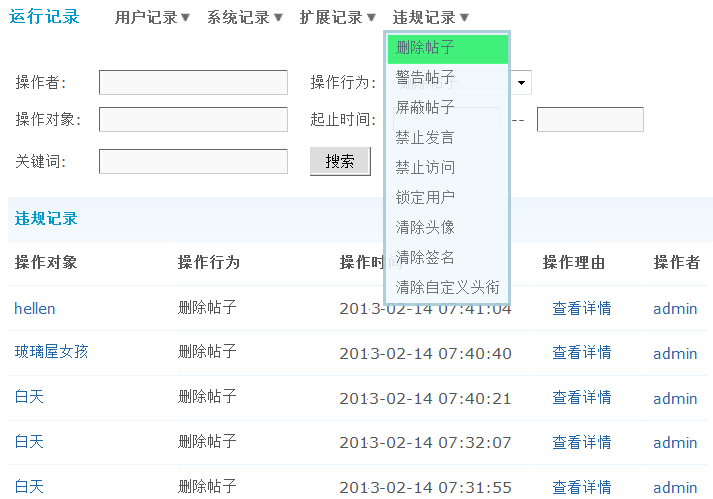 运行记录 用户记录▼ 系统记录▼ 扩展记录▼ 违规记录▼
删除帖子
警告帖子
屏蔽帖子
禁止发言
禁止访问
锁定用户
清除头像
清除签名
清除自定义头衔
操作者: 操作行为: 删除帖子
操作对象: 起止时间: --
关键词: 搜索
违规记录
操作对象 操作行为 操作时间 操作理由 操作者
hellen 删除帖子 2013-02-14 07:41:04 查看详情 admin
玻璃屋女孩 删除帖子 2013-02-14 07:40:40 查看详情 admin
白天 删除帖子 2013-02-14 07:40:21 查看详情 admin
白天 删除帖子 2013-02-14 07:32:07 查看详情 admin
白天 删除帖子 2013-02-14 07:31:55 查看详情 admin